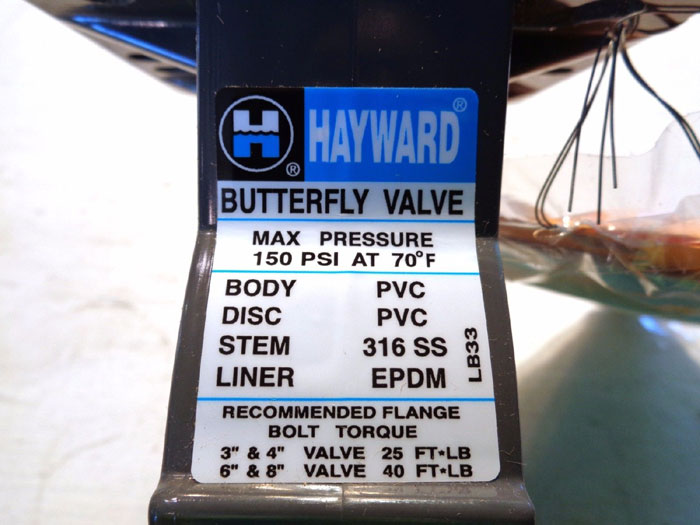 H ® HAYWARD®
BUTTERFLY VALVE
MAX PRESSURE
150 PSI AT 70°F
BODY PVC
DISC PVC
STEM 316 SS
LINER EPDM
LB33
RECOMMENDED FLANGE
BOLT TORQUE
3" & 4" VALVE 25 FT*LB
6" & 8" VALVE 40 FT*LB